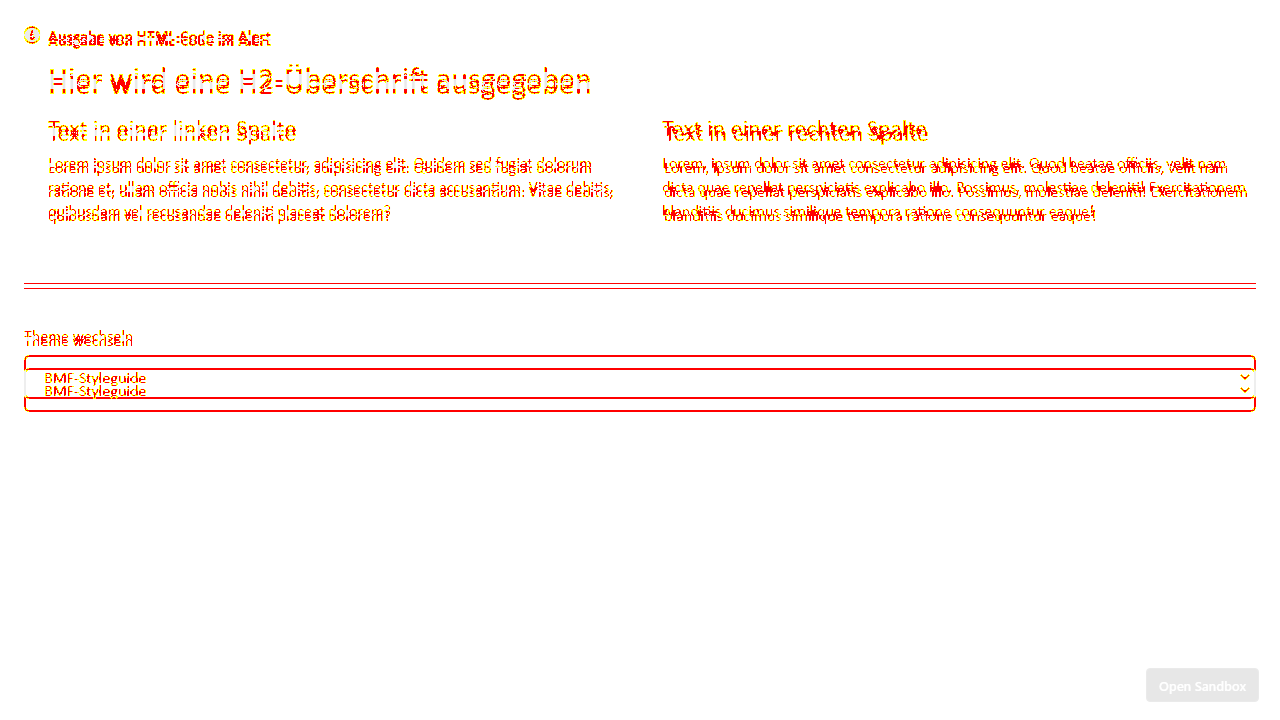 Ausgabe von HTML-Code im Alert
Hier wird eine H2-Überschrift ausgegeben
Text in einer linken Spalte
Lorem ipsum dolor sit amet consectetur, adipisicing elit. Quidem sed fugiat dolorum
ratione et, ullam officia nobis nihil debitis, consectetur dicta accusantium. Vitae debitis,
quibusdam vel recusandae deleniti placeat dolorem?
Text in einer rechten Spalte
Lorem, ipsum dolor sit amet consectetur adipisicing elit. Quod beatae officiis, velit nam
dicta quae repellat perspiciatis explicabo illo. Possimus, molestiae deleniti! Exercitationem
blanditiis ducimus similique tempora ratione consequuntur eaque!
Theme wechseln
BMF-Styleguide
BMF-Styleguide
Open Sandbox